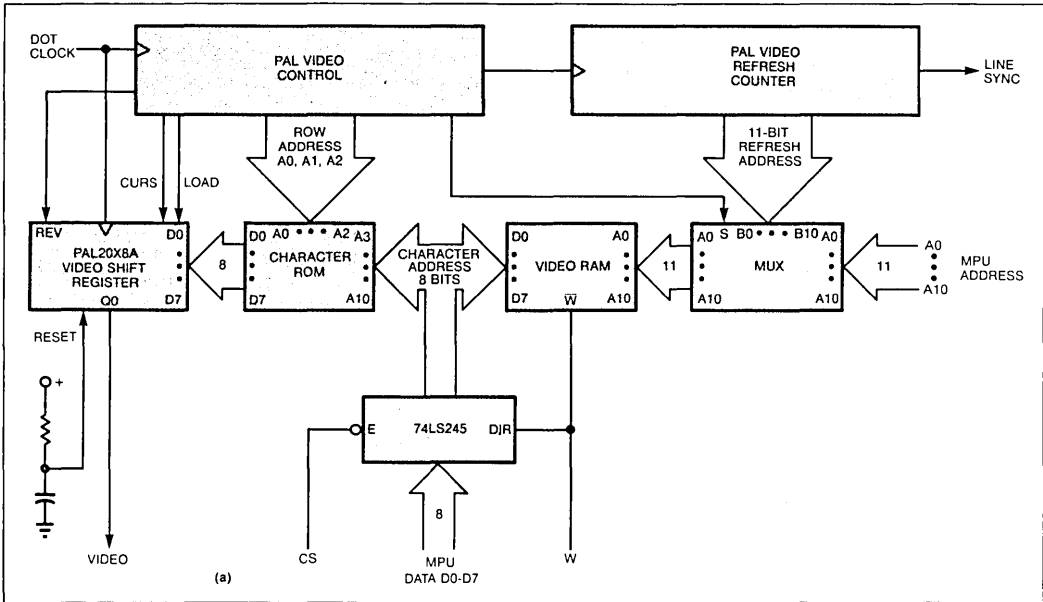 DOT
CLOCK
PAL VIDEO
CONTROL
PAL VIDEO
REFRESH
COUNTER
LINE
SYNC
ROW
ADDRESS
A0, A1, A2
11-BIT
REFRESH
ADDRESS
CURS
LOAD
REV
D0
PAL20X8A
VIDEO SHIFT
REGISTER
Q0
D7
8
D0
A0
A2
A3
CHARACTER
ROM
D7
A10
CHARACTER
ADDRESS
8 BITS
D0
A0
VIDEO RAM
D7
W
A10
11
A0
S
B0
B10
A0
MUX
A10
A10
11
A0
MPU
ADDRESS
A10
RESET
+
E
74LS245
DIR
8
VIDEO
(a)
CS
MPU
DATA D0-D7
W